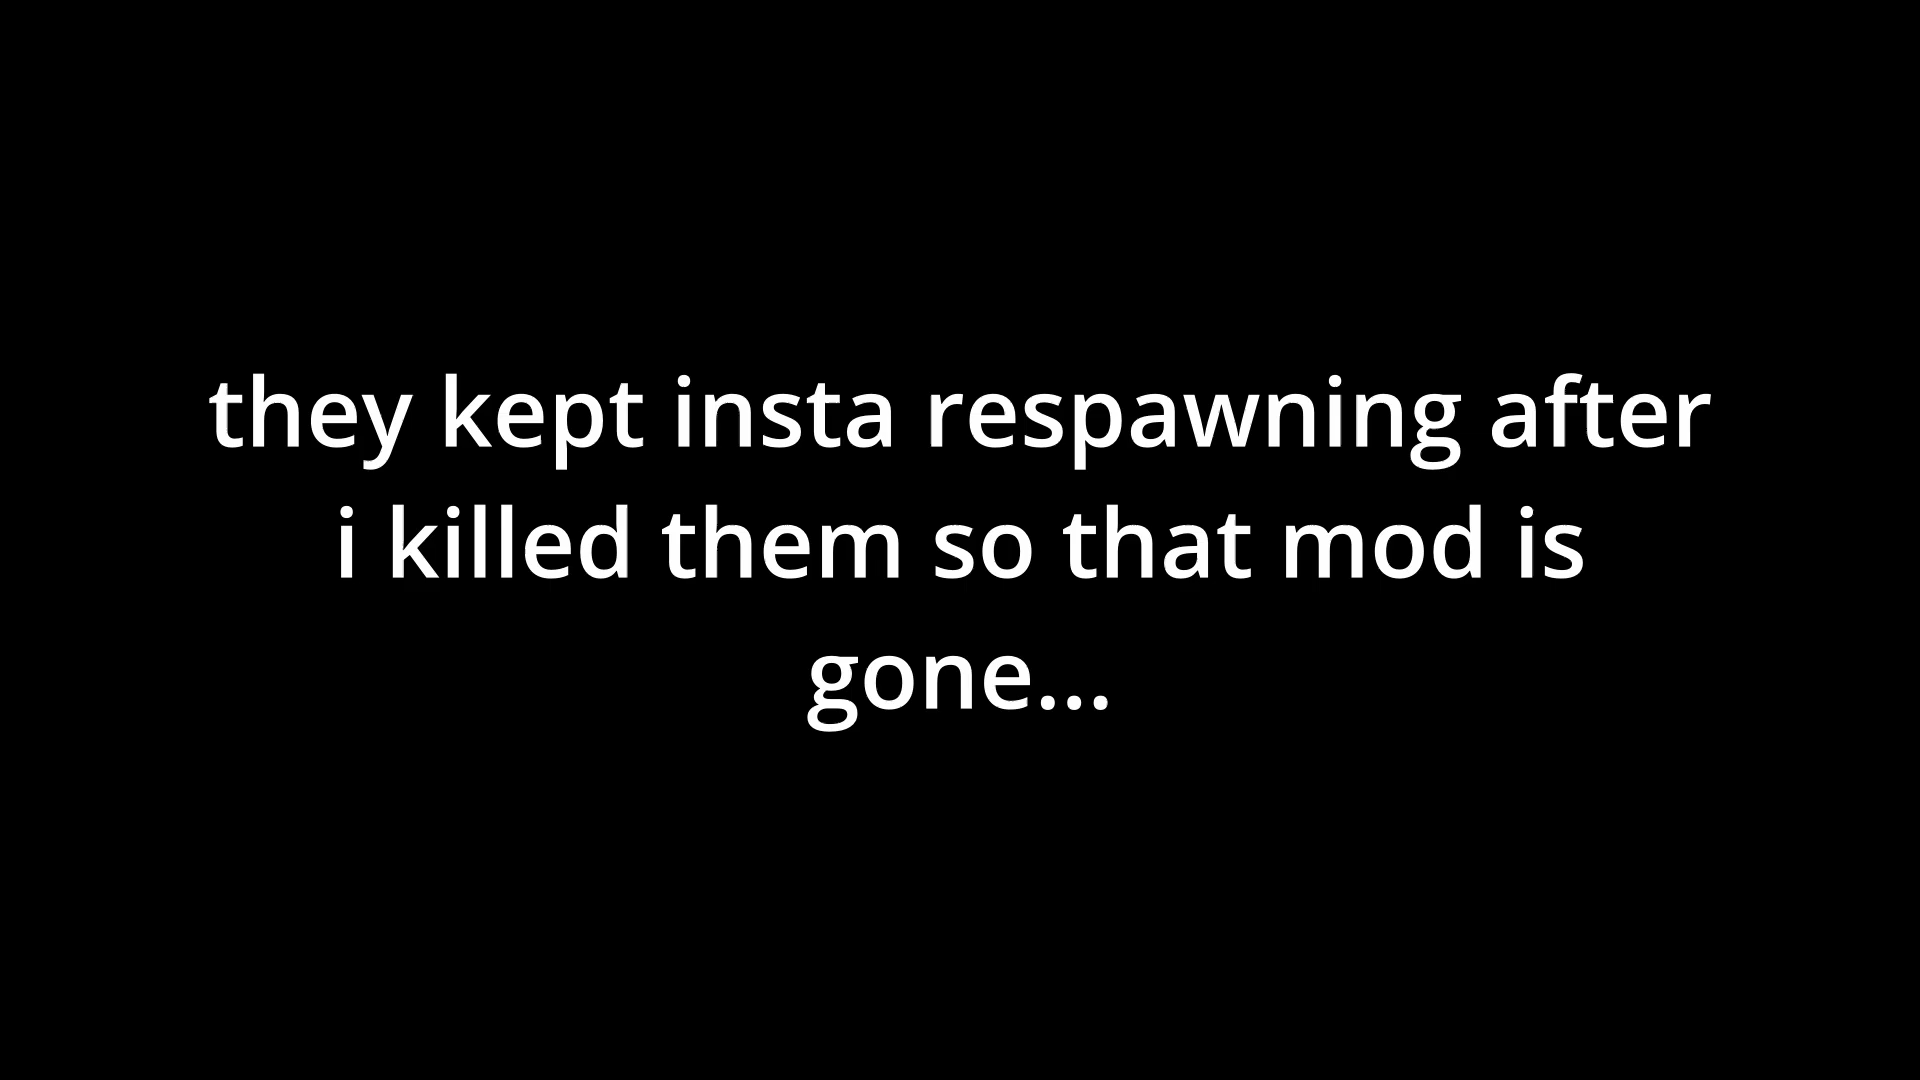 they kept insta respawning after
i killed them so that mod is
gone...